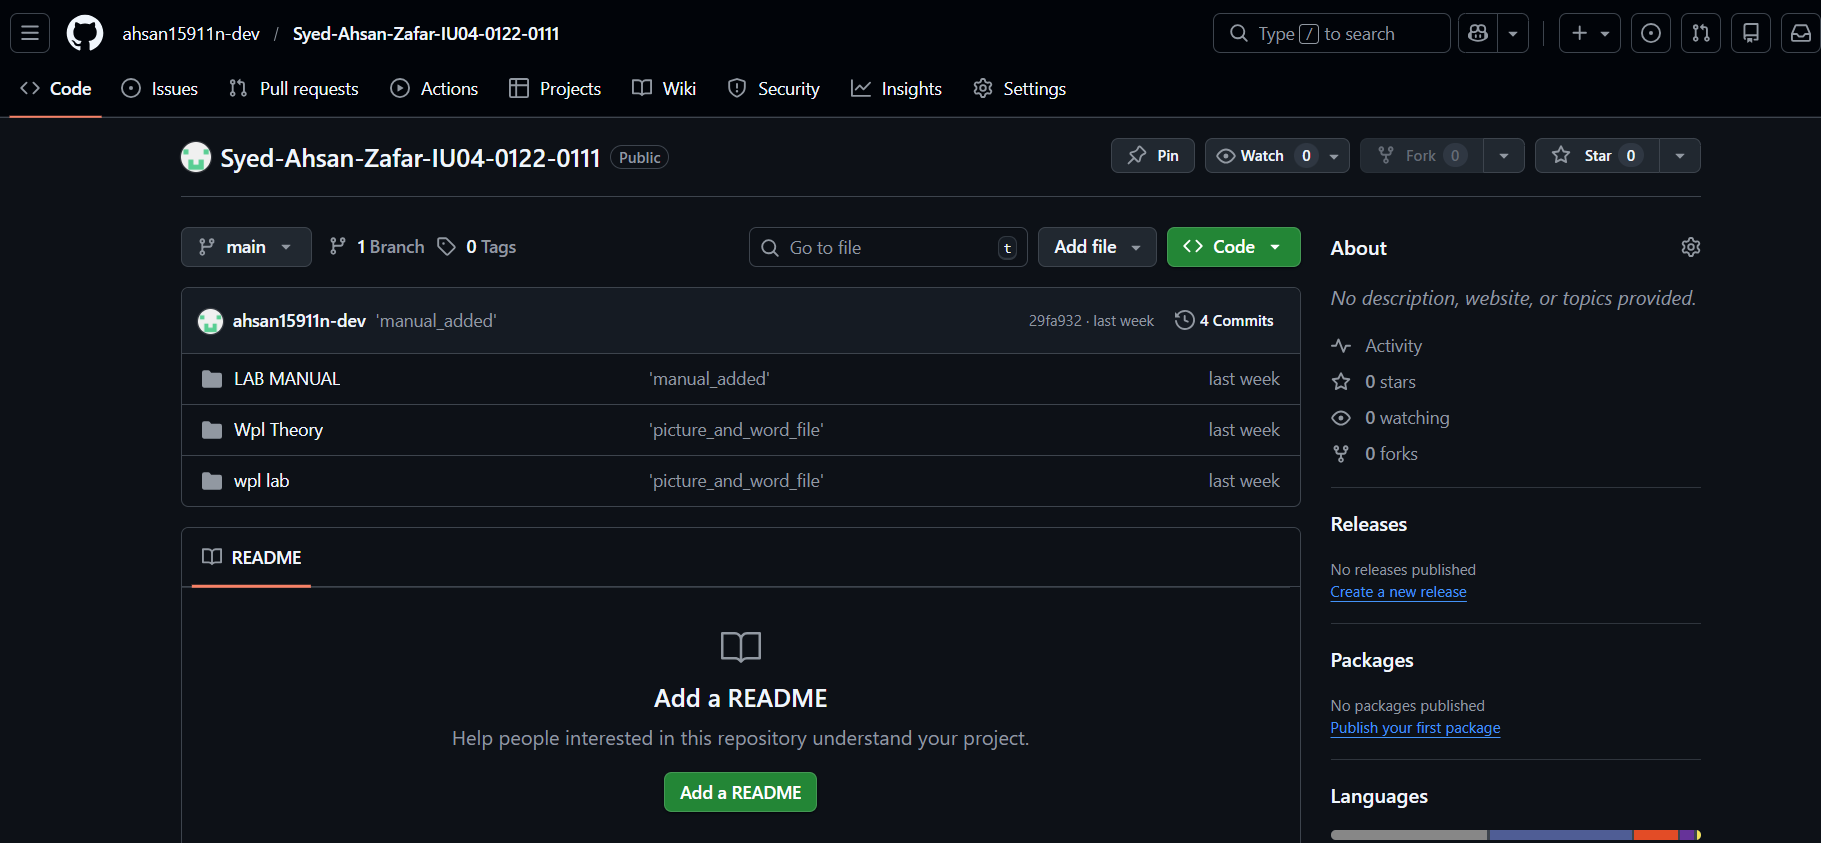 ahsan15911n-dev / Syed-Ahsan-Zafar-IU04-0122-0111
Type / to search
Code Issues Pull requests Actions Projects Wiki Security Insights Settings
Syed-Ahsan-Zafar-IU04-0122-0111 Public
Pin Watch 0 Fork 0 Star 0
main 1 Branch 0 Tags Go to file t Add file Code
ahsan15911n-dev 'manual_added' 29fa932 · last week 4 Commits
LAB MANUAL 'manual_added' last week
Wpl Theory 'picture_and_word_file' last week
wpl lab 'picture_and_word_file' last week
README
Add a README
Help people interested in this repository understand your project.
Add a README
About
No description, website, or topics provided.
Activity
0 stars
0 watching
0 forks
Releases
No releases published
Create a new release
Packages
No packages published
Publish your first package
Languages